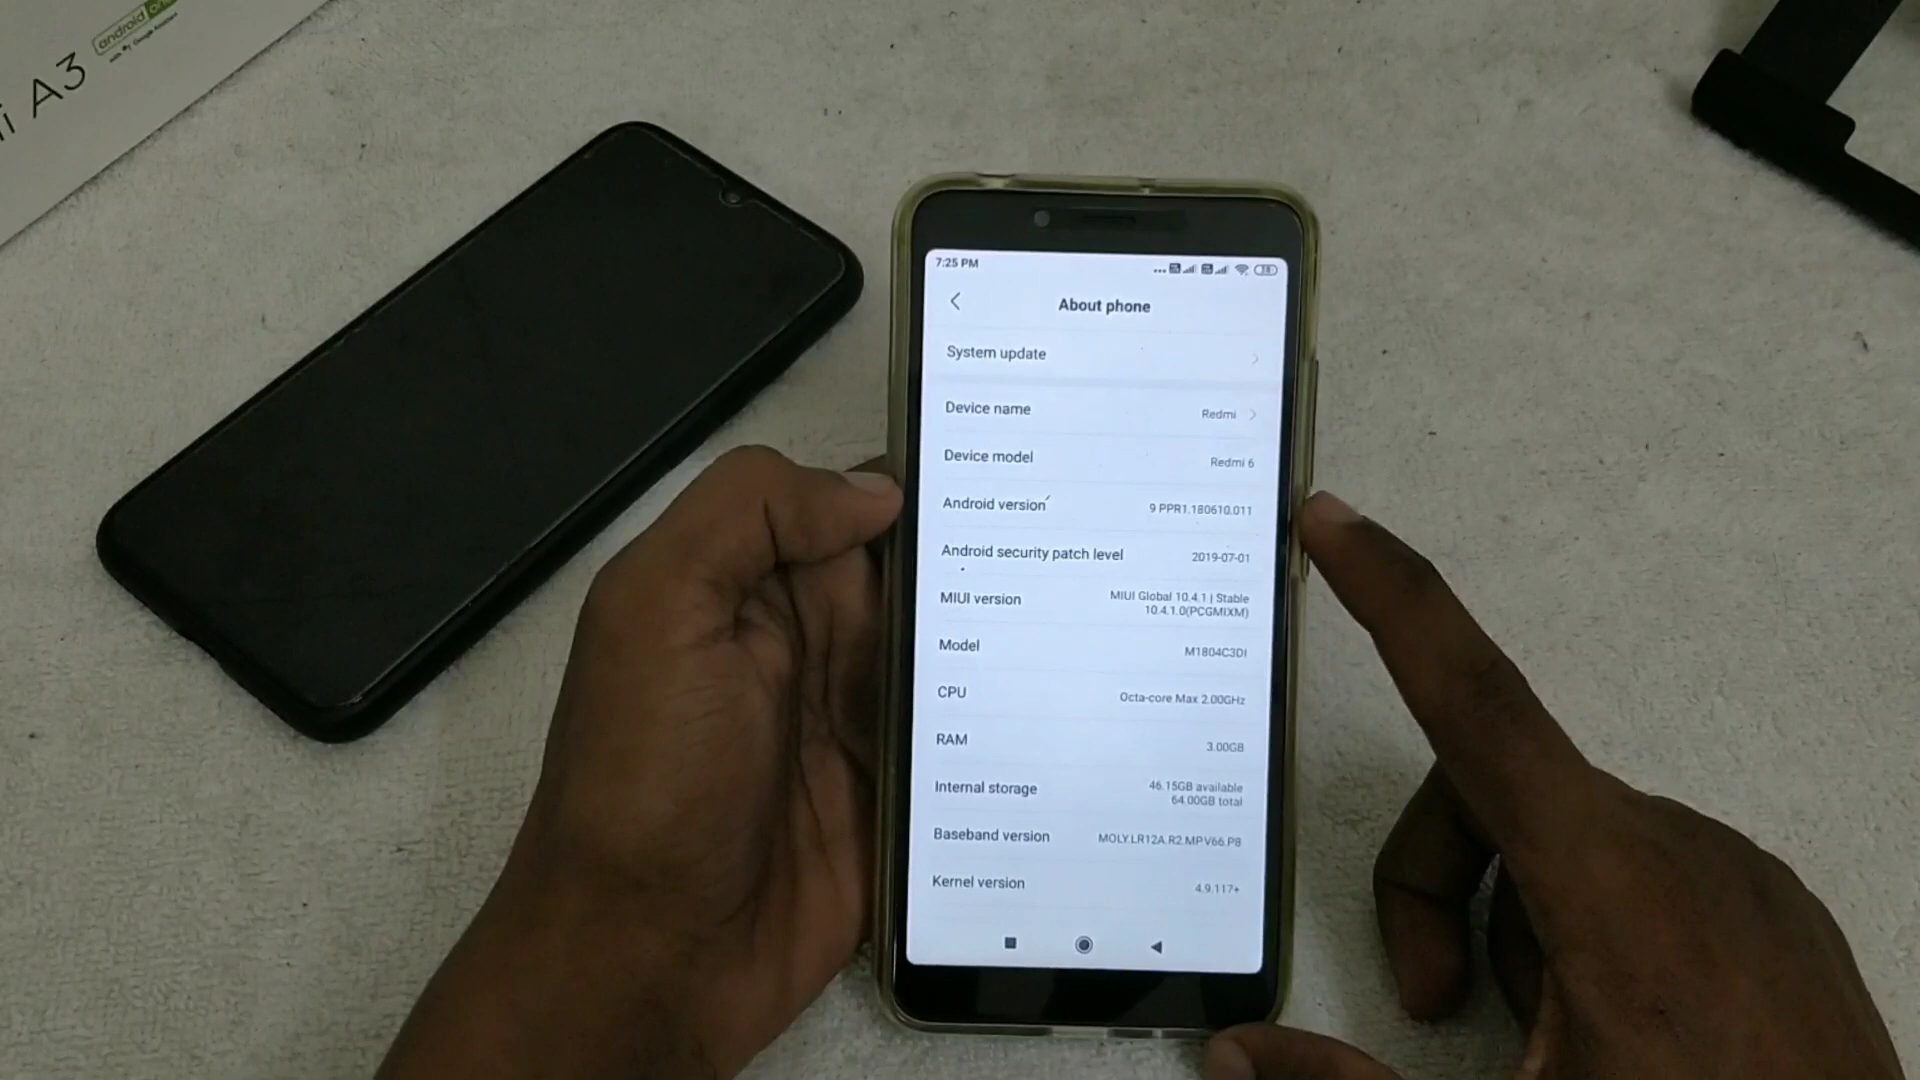 A3
android one
7:25 PM
About phone
System update
Device name Redmi
Device model Redmi 6
Android version 9 PPR1.180610.011
Android security patch level 2019-07-01
MIUI version MIUI Global 10.4.1 | Stable
10.4.1.0(PCGMIXM)
Model M1804C3DI
CPU Octa-core Max 2.00GHz
RAM 3.00GB
Internal storage 46.15GB available
64.00GB total
Baseband version MOLY.LR12A.R2.MP.V66.P8
Kernel version 4.9.117+